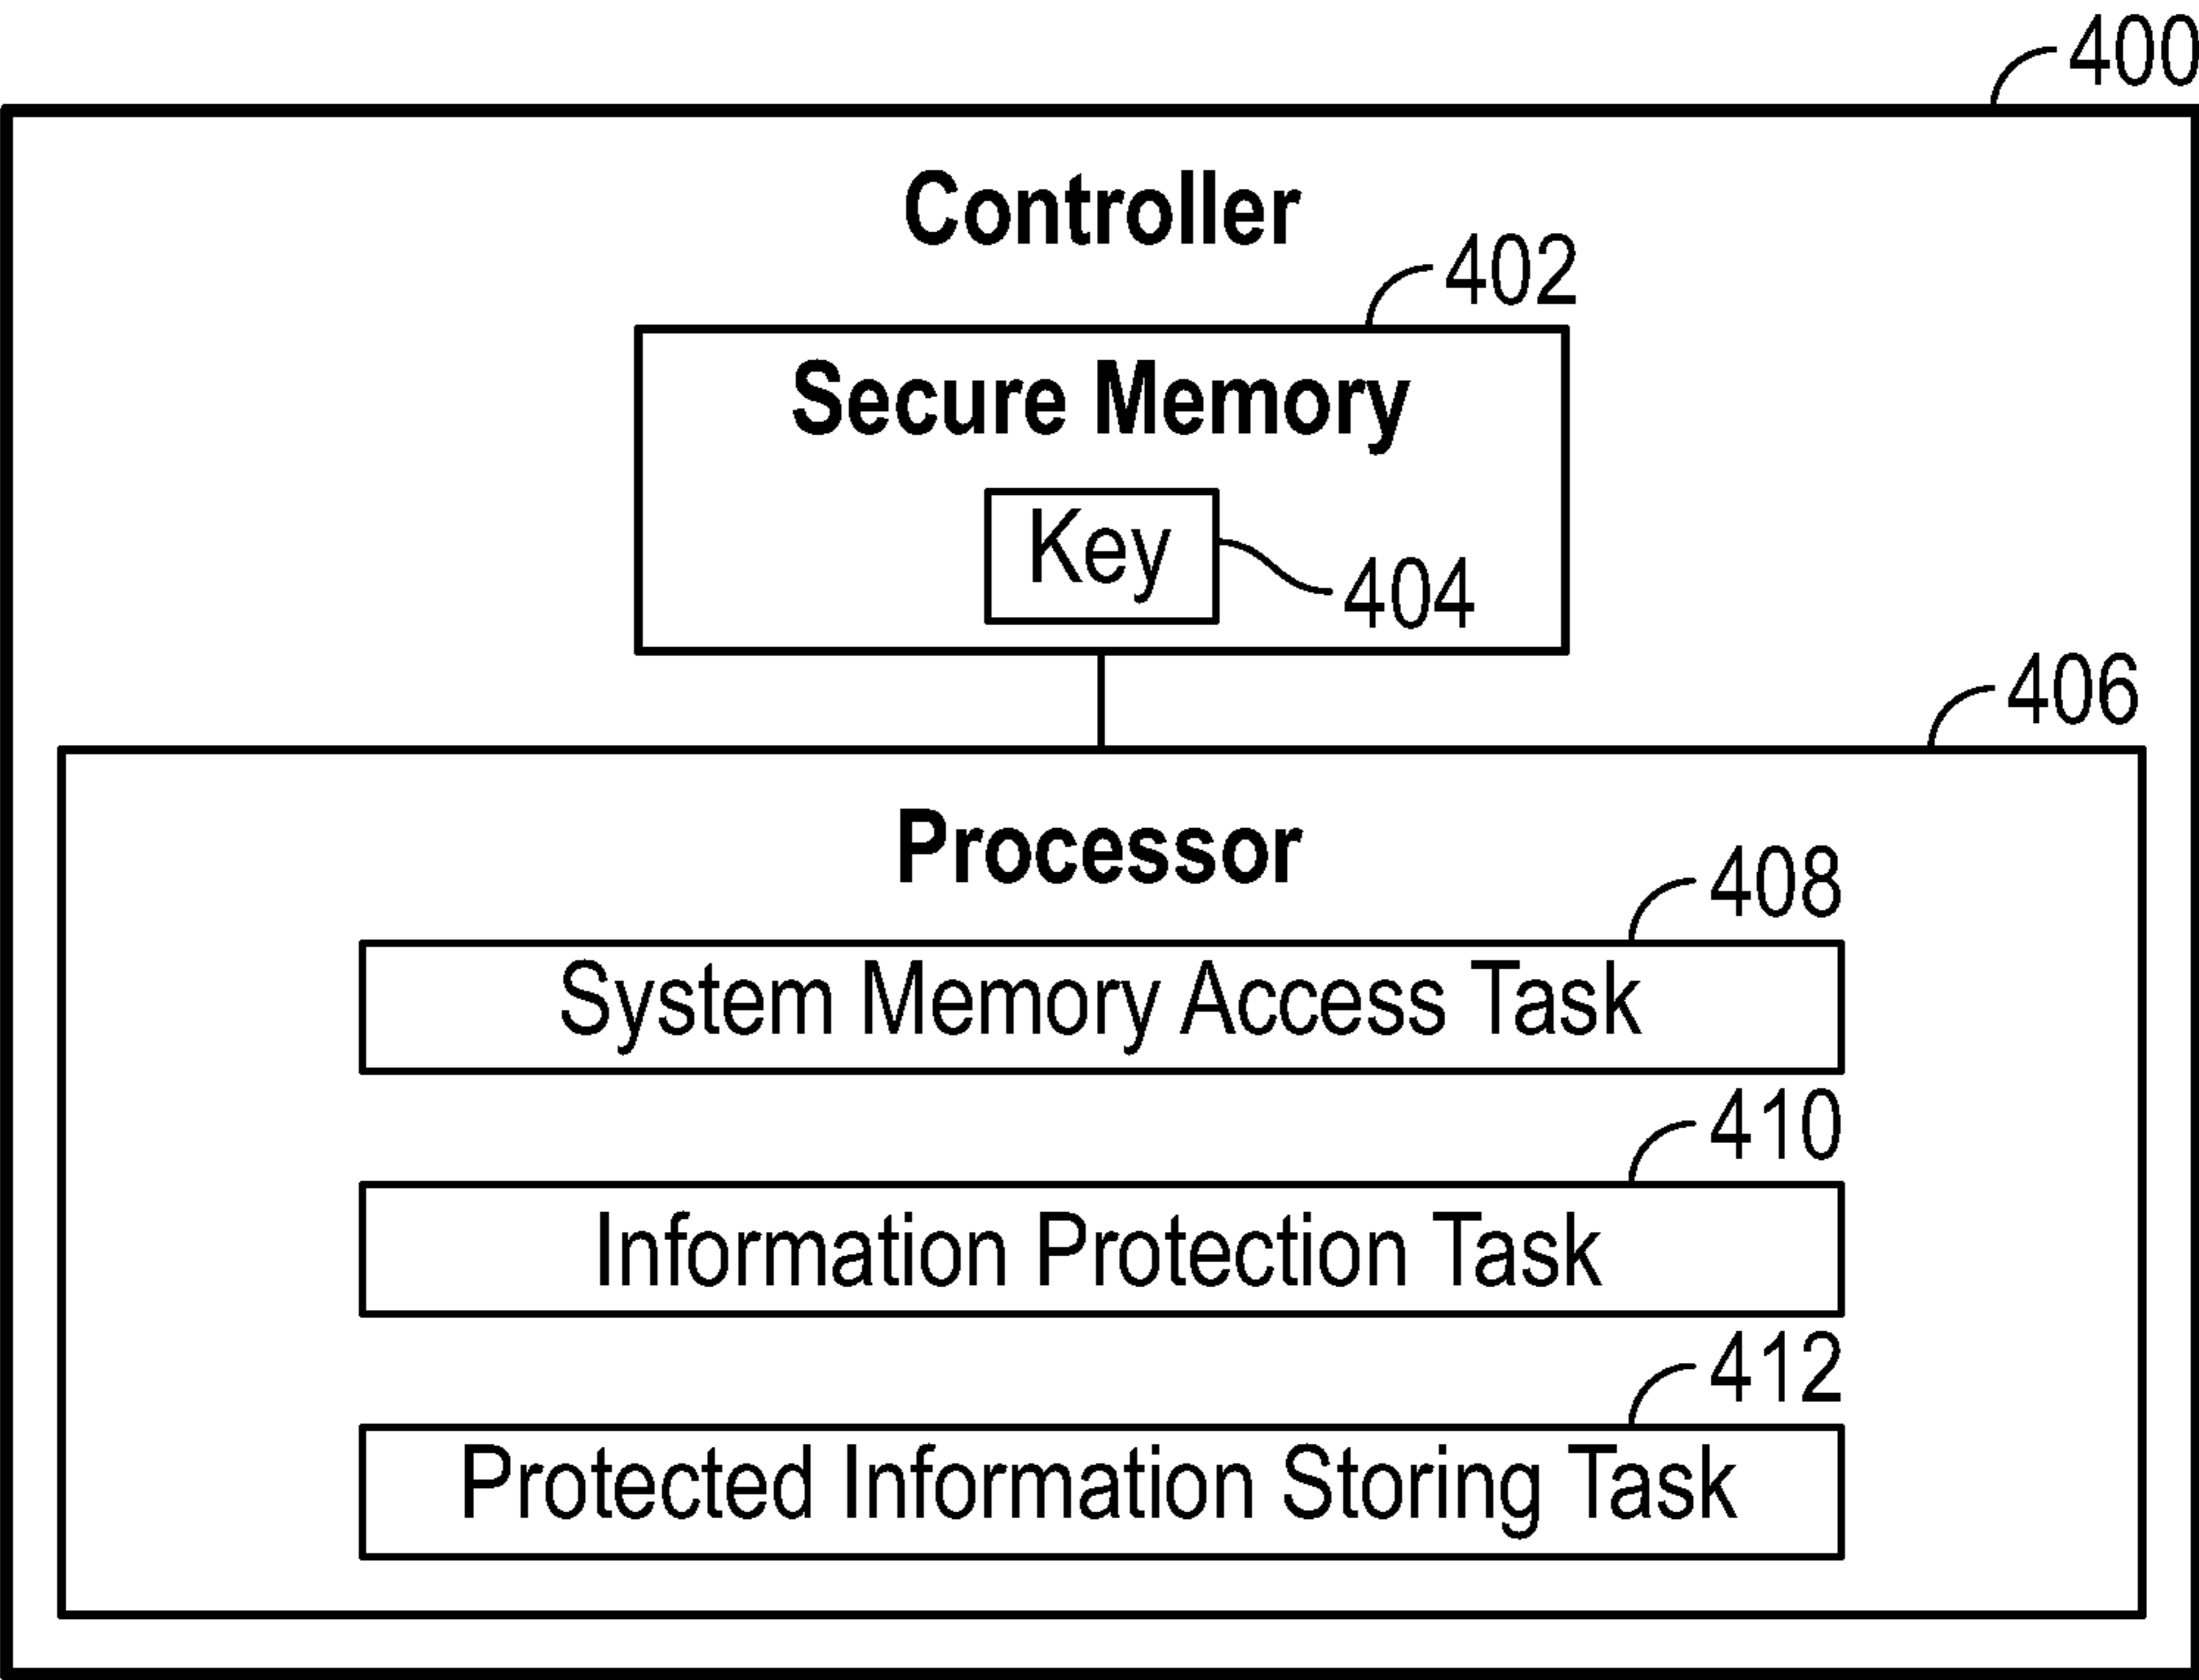 400
Controller
402
Secure Memory
Key
404
406
Processor
408
System Memory Access Task
410
Information Protection Task
412
Protected Information Storing Task